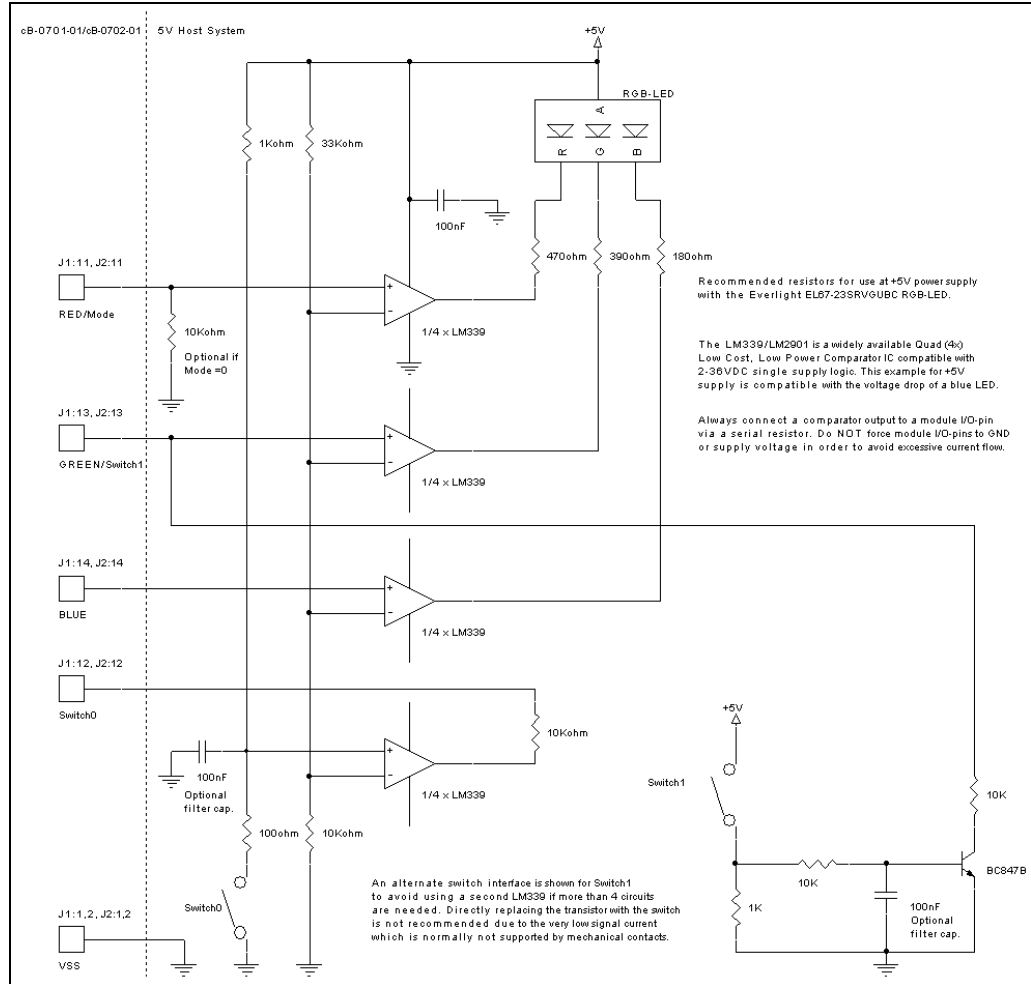 cB-0701-01/cB-0702-01
5V Host System
+5V
RGB-LED
A
R
G
B
1Kohm
33Kohm
100nF
470ohm
390ohm
180ohm
J1:11, J2:11
RED/Mode
10Kohm
Optional if
Mode =0
1/4 x LM339
Recommended resistors for use at +5V power supply
with the Everlight EL67-23SRVGUBC RGB-LED.
The LM339/LM2901 is a widely available Quad (4x)
Low Cost, Low Power Comparator IC compatible with
2-36VDC single supply logic. This example for +5V
supply is compatible with the voltage drop of a blue LED.
Always connect a comparator output to a module I/O-pin
via a serial resistor. Do NOT force module I/O-pins to GND
or supply voltage in order to avoid excessive current flow.
J1:13, J2:13
GREEN/Switch1
+
-
+
-
1/4 x LM339
J1:14, J2:14
BLUE
+
-
1/4 x LM339
J1:12, J2:12
Switch0
10Kohm
100nF
Optional
filter cap.
+
-
1/4 x LM339
100ohm
10Kohm
Switch0
J1:1,2, J2:1,2
VSS
An alternate switch interface is shown for Switch1
to avoid using a second LM339 if more than 4 circuits
are needed. Directly replacing the transistor with the switch
is not recommended due to the very low signal current
which is normally not supported by mechanical contacts.
+5V
Switch1
10K
10K
1K
100nF
Optional
filter cap.
BC847B